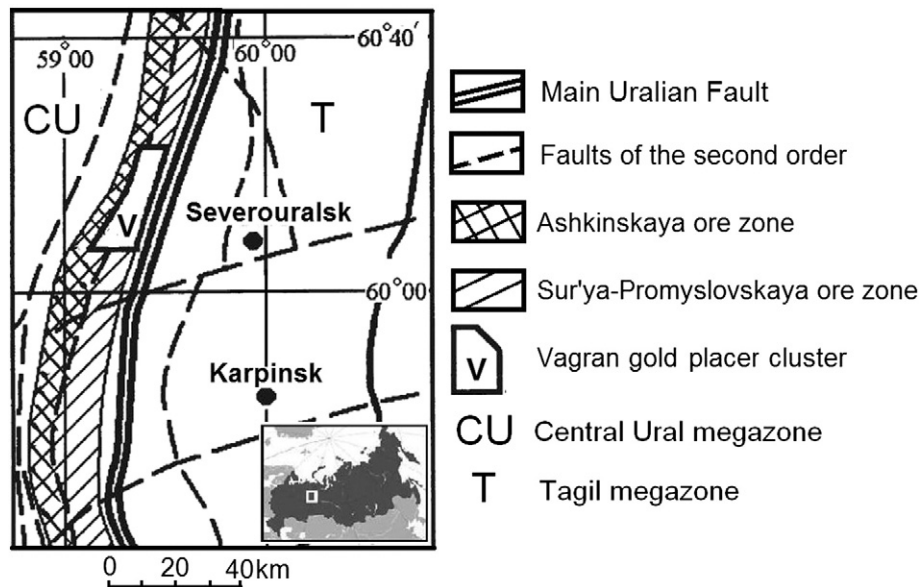 59°00
60°00
60°40′
CU
T
V
Severouralsk
60°00
Karpinsk
0 20 40km
Main Uralian Fault
Faults of the second order
Ashkinskaya ore zone
Sur'ya-Promyslovskaya ore zone
V
Vagran gold placer cluster
CU Central Ural megazone
T Tagil megazone